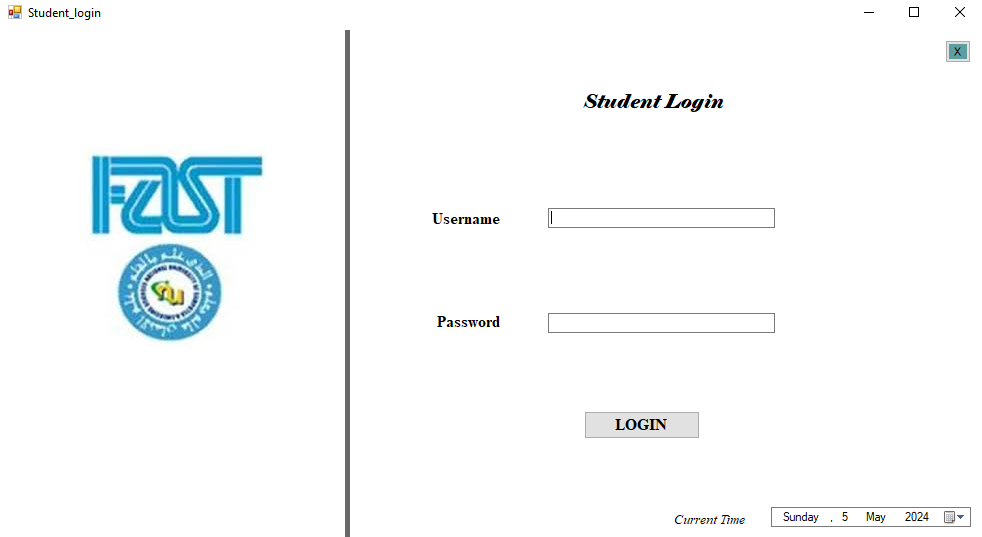 Student_login
X
Student Login
FAST
Username
Password
LOGIN
Current Time
Sunday , 5 May 2024